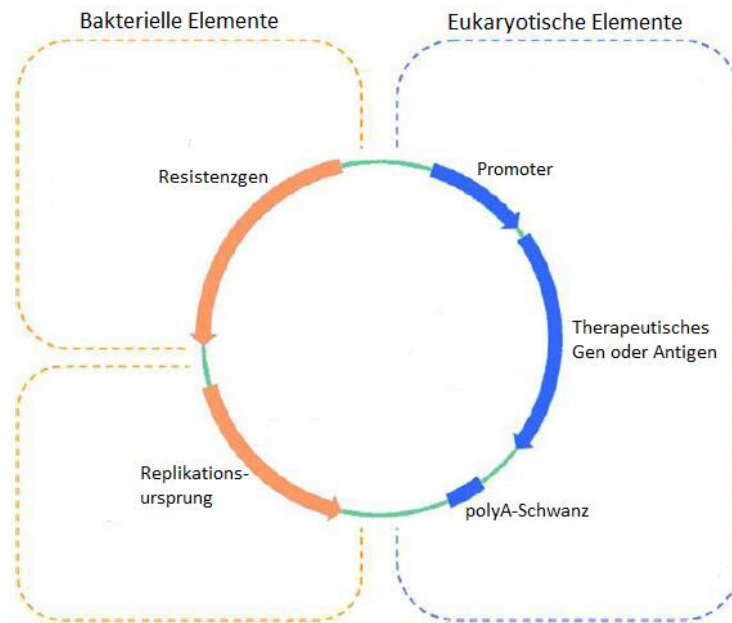 Bakterielle Elemente
Eukaryotische Elemente
Resistenzgen
Promoter
Therapeutisches
Gen oder Antigen
Replikations-
ursprung
polyA-Schwanz